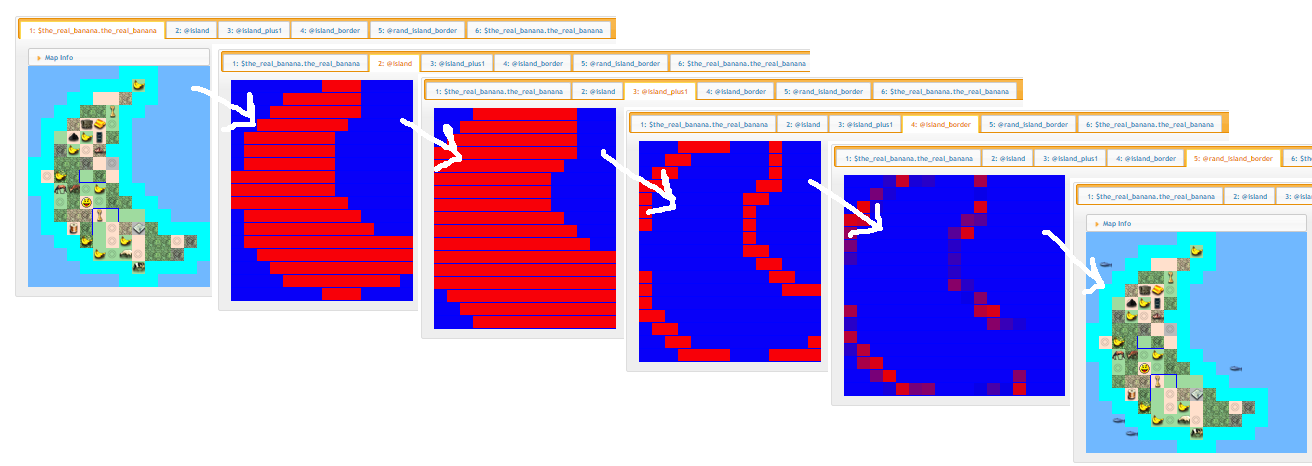 1: $the_real_banana.the_real_banana 2: @island 3: @island_plus1 4: @island_border 5: @rand_island_border 6: $the_real_banana.the_real_banana
Map Info
1: $the_real_banana.the_real_banana 2: @island 3: @island_plus1 4: @island_border 5: @rand_island_border 6: $the_real_banana.the_real_banana
1: $the_real_banana.the_real_banana 2: @island 3: @island_plus1 4: @island_border 5: @rand_island_border 6: $the_real_banana.the_real_banana
1: $the_real_banana.the_real_banana 2: @island 3: @island_plus1 4: @island_border 5: @rand_island_border 6: $the_real_banana.the_real_banana
1: $the_real_banana.the_real_banana 2: @island 3: @island_plus1 4: @island_border 5: @rand_island_border 6: $the
1: $the_real_banana.the_real_banana 2: @island 3: @island
Map Info